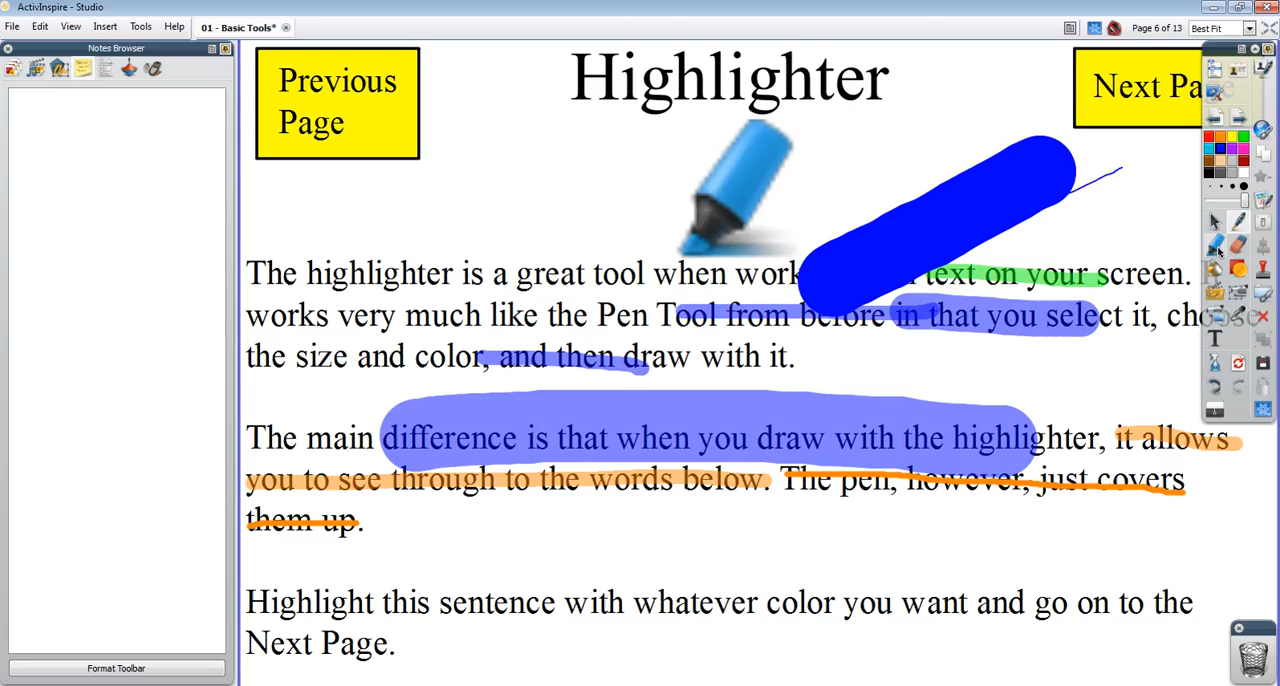 ActivInspire - Studio
File Edit View Insert Tools Help 01 - Basic Tools* Page 6 of 13 Best Fit
Notes Browser
Previous
Page
Highlighter
Next
The highlighter is a great tool when text on your screen.
works very much like the Pen Tool from before in that you select it,
the size and color, and then draw with it.
The main difference is that when you draw with the highlighter, it allows
you to see through to the words below. The pen, however, just covers
them up.
Highlight this sentence with whatever color you want and go on to the
Next Page.
Format Toolbar
T